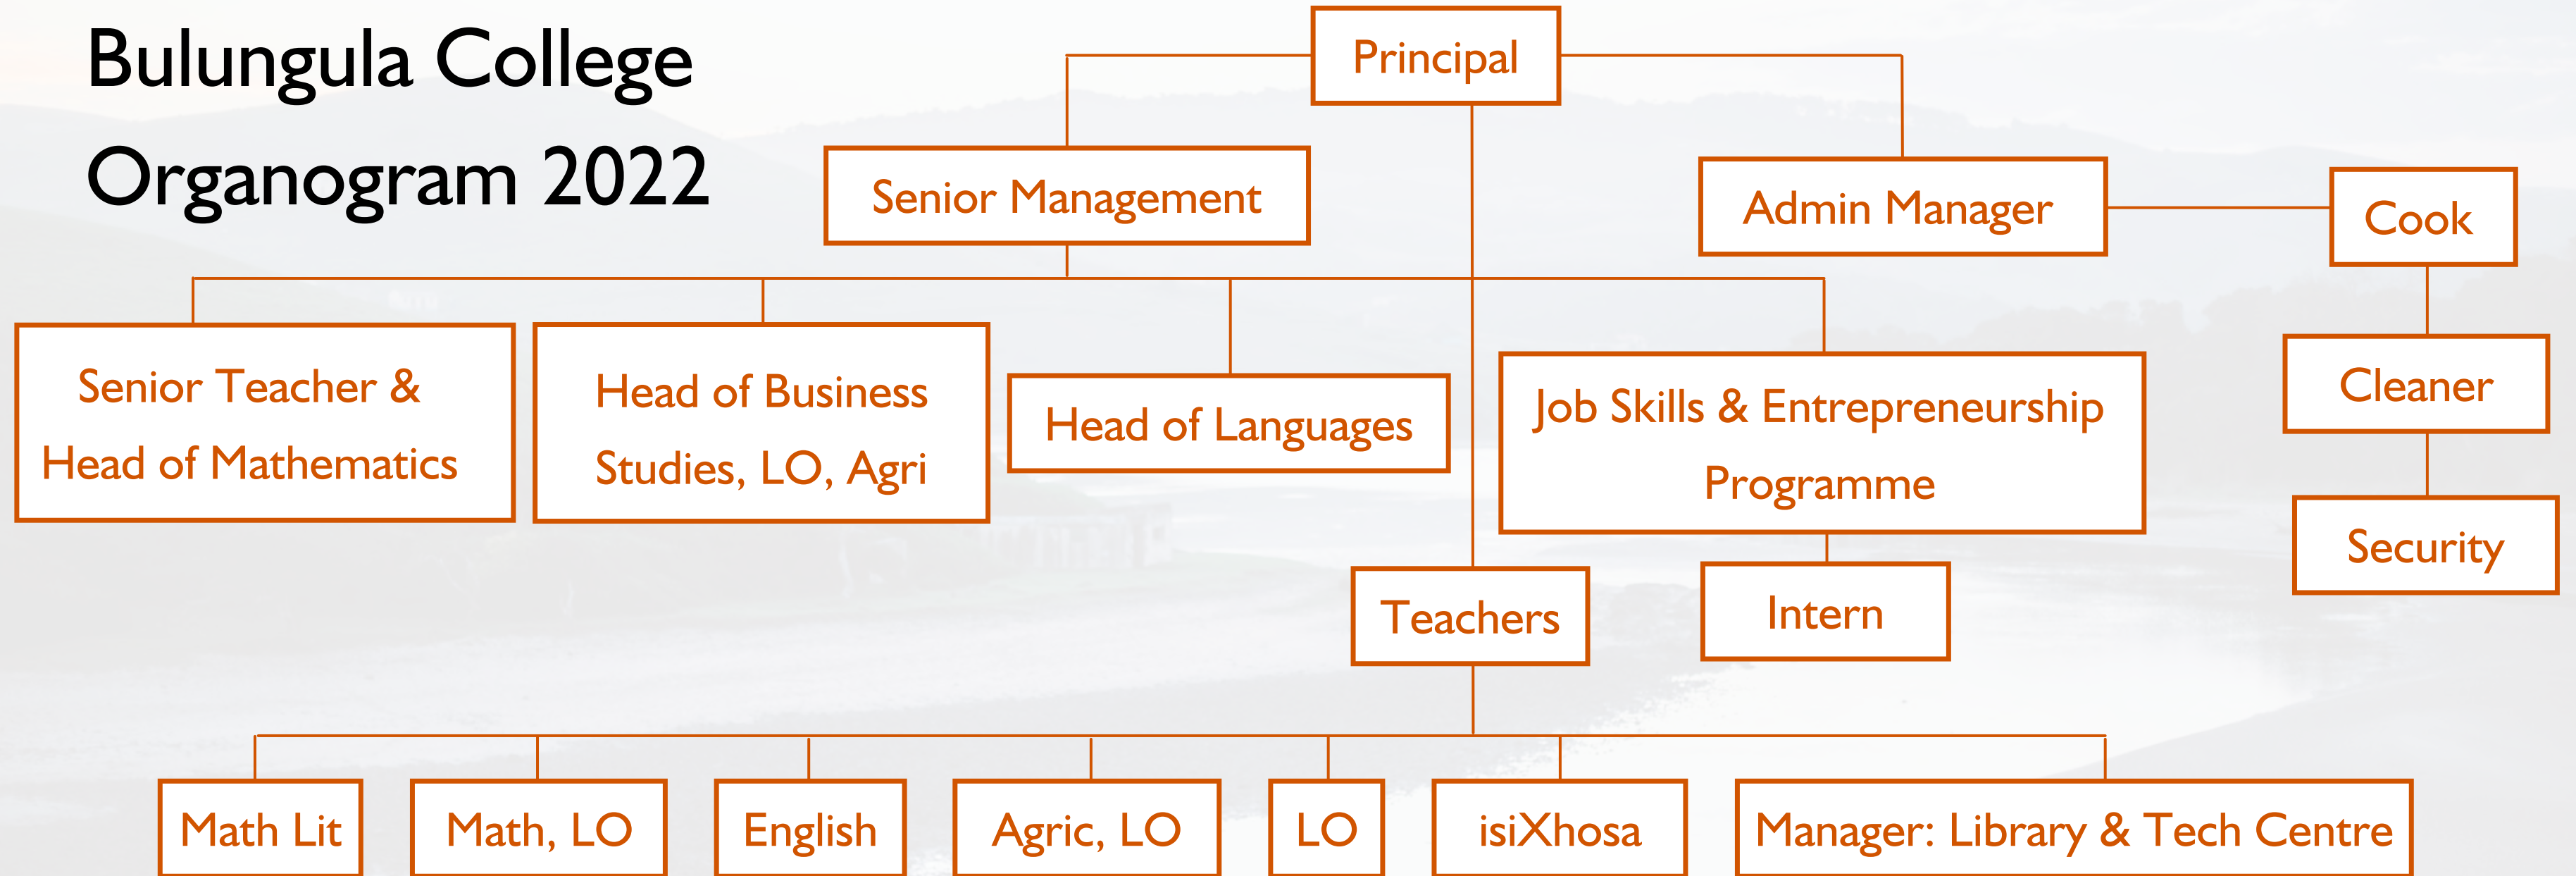 Bulungula College
Organogram 2022
Principal
Senior Management
Admin Manager
Cook
Senior Teacher &
Head of Mathematics
Head of Business
Studies, LO, Agri
Head of Languages
Job Skills & Entrepreneurship
Programme
Cleaner
Security
Teachers
Intern
Math Lit
Math, LO
English
Agric, LO
LO
isiXhosa
Manager: Library & Tech Centre